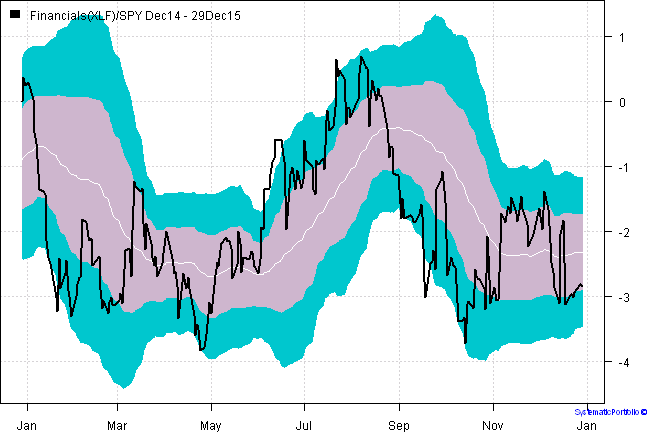 Financials(XLF)/SPY Dec14 - 29Dec15
1
0
-1
-2
-3
-4
SystematicPortfolio ©
Jan Mar May Jul Sep Nov Jan